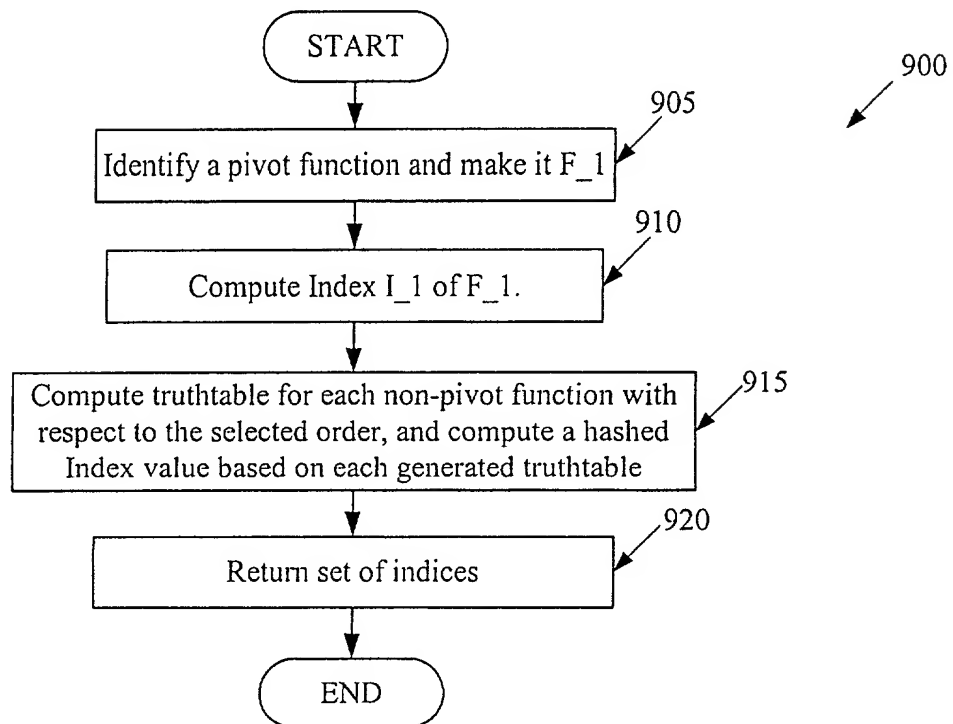 START
900
905
Identify a pivot function and make it F_1
910
Compute Index I_1 of F_1.
915
Compute truthtable for each non-pivot function with
respect to the selected order, and compute a hashed
Index value based on each generated truthtable
920
Return set of indices
END